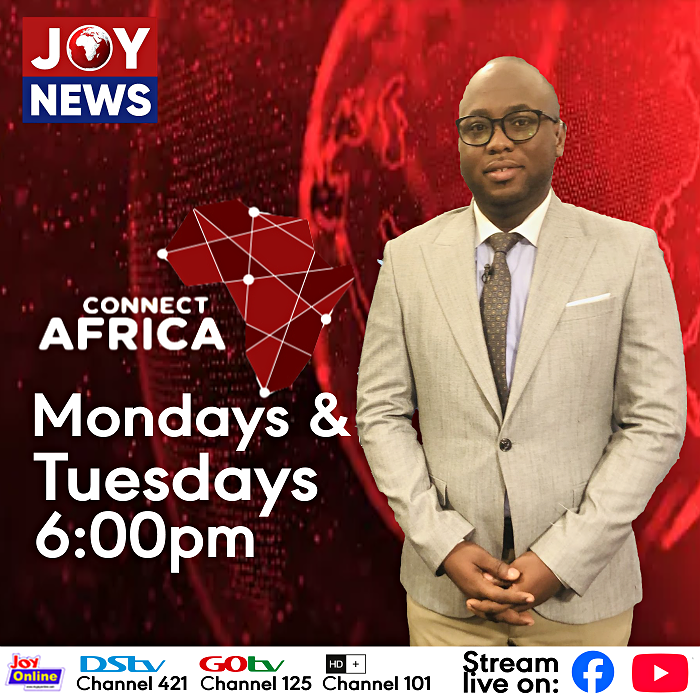 JOY
NEWS
CONNECT
AFRICA
Mondays &
Tuesdays
6:00pm
JOY
Online
DStv
Channel 421
GOtv
Channel 125
HD +
Channel 101
Stream
live on: